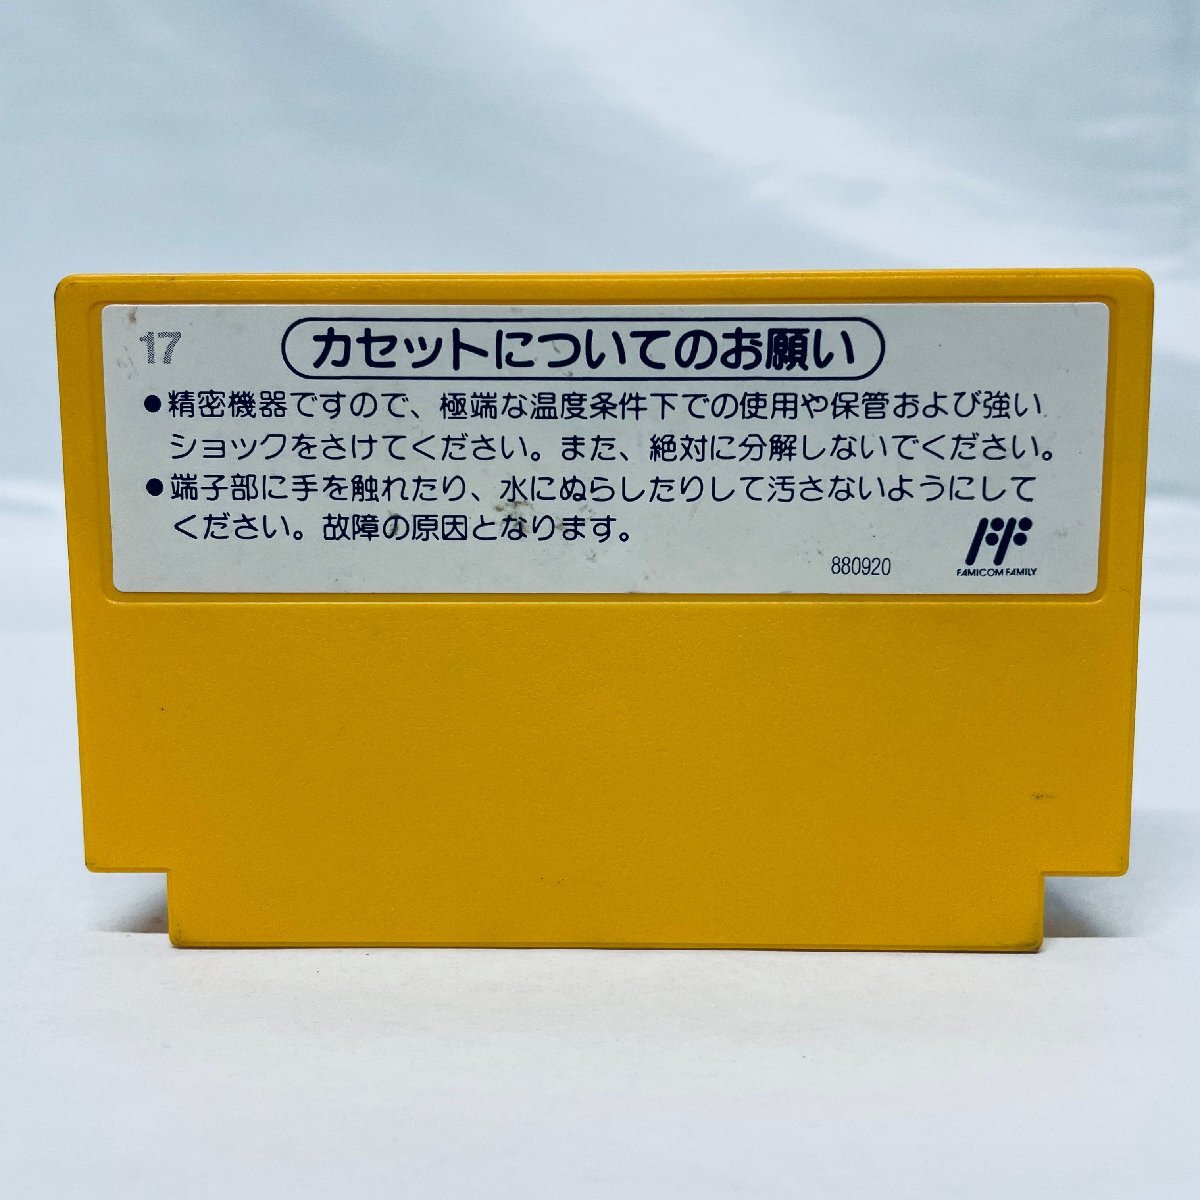 17
カセットについてのお願い
●精密機器ですので、極端な温度条件下での使用や保管および強い
ショックをさけてください。また、絶対に分解しないでください。
●端子部に手を触れたり、水にぬらしたりして汚さないようにして
ください。故障の原因となります。
880920
FAMICOM FAMILY